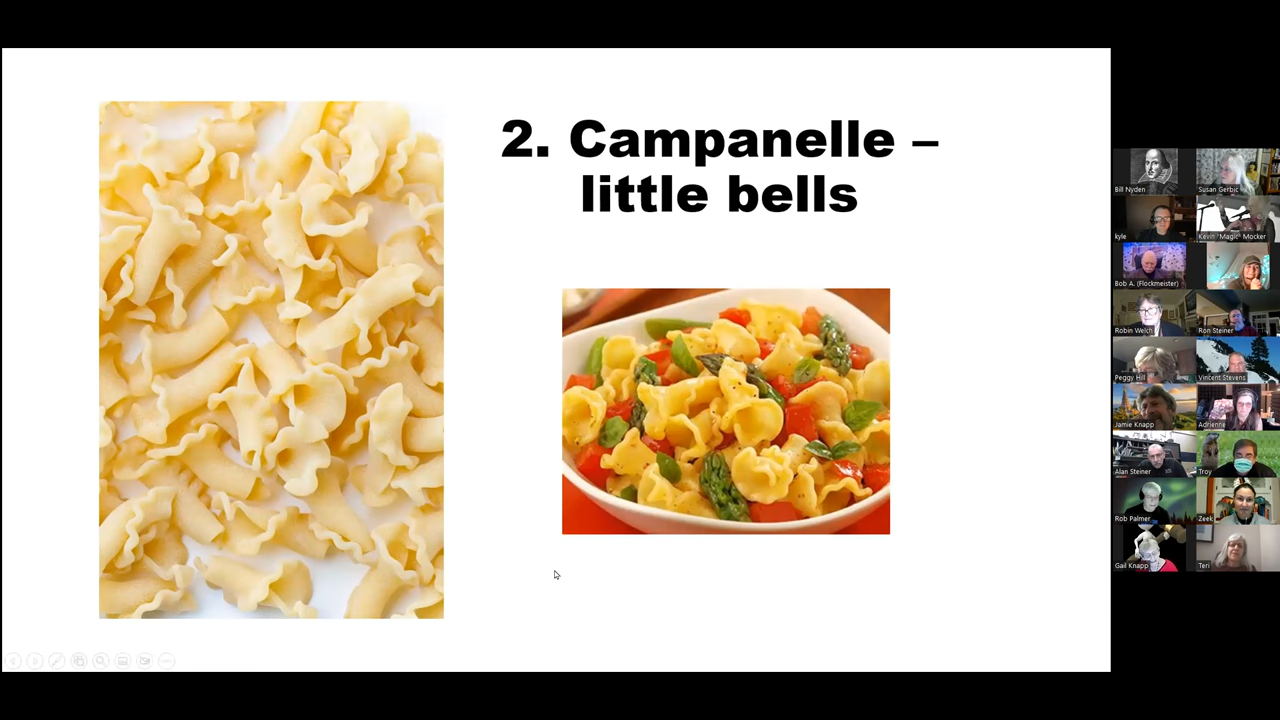 2. Campanelle –
little bells
Bill Nyden
Susan Gerbic
kyle
Kevin "Magic" Mocker
Bob A. (Flockmeister)
Robin Welch
Ron Steiner
Peggy Hill
Vincent Stevens
Jamie Knapp
Adrienne
Alan Steiner
Troy
Rob Palmer
Zeek
Gail Knapp
Teri